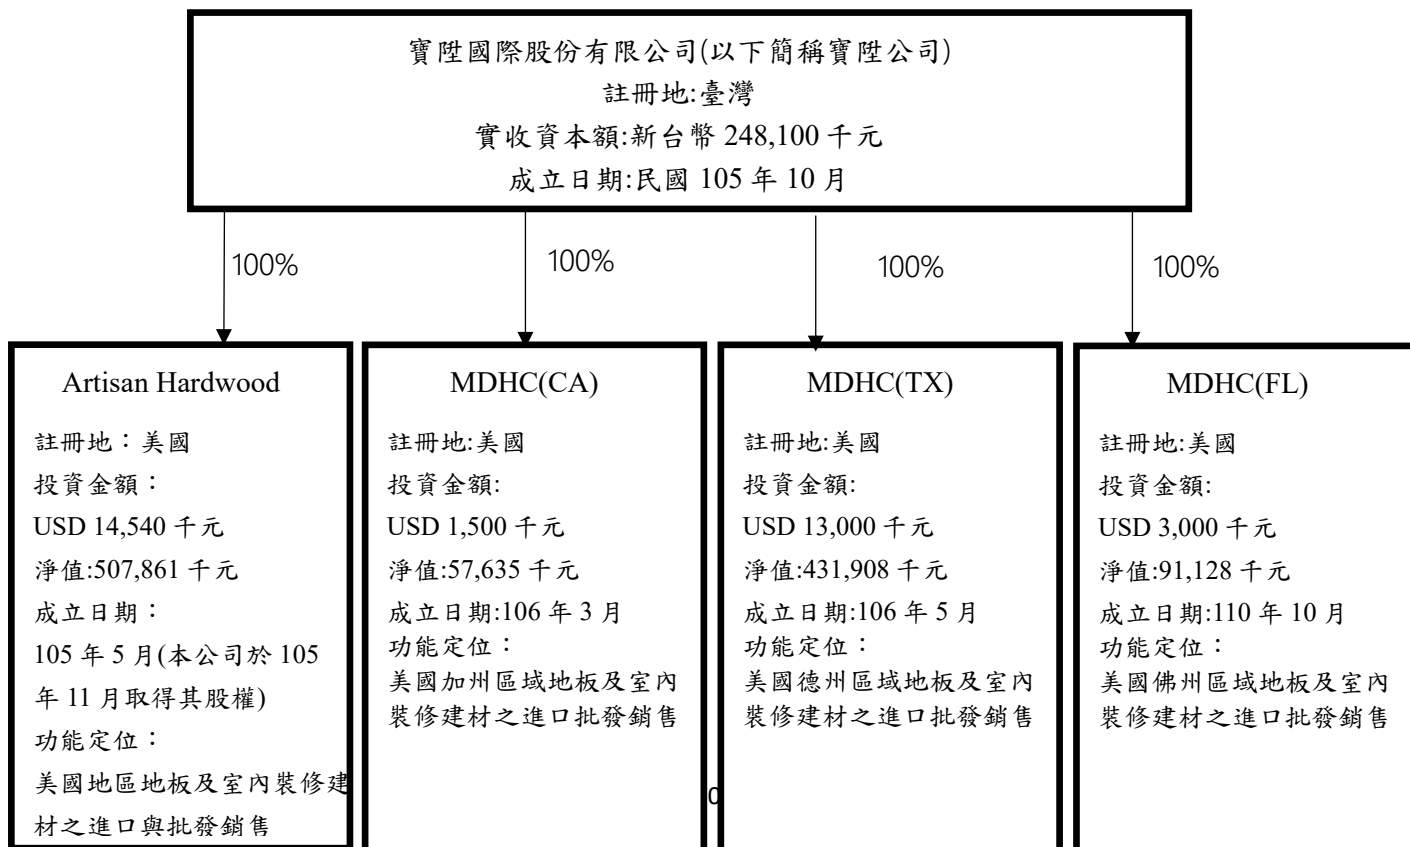 寶陞國際股份有限公司(以下簡稱寶陞公司)
註冊地:臺灣
實收資本額:新台幣 248,100 千元
成立日期:民國 105 年 10 月
100%
100%
100%
100%
Artisan Hardwood
註冊地：美國
投資金額：
USD 14,540 千元
淨值:507,861 千元
成立日期：
105 年 5 月(本公司於 105
年 11 月取得其股權)
功能定位：
美國地區地板及室內裝修建
材之進口與批發銷售
MDHC(CA)
註冊地:美國
投資金額:
USD 1,500 千元
淨值:57,635 千元
成立日期:106 年 3 月
功能定位：
美國加州區域地板及室內
裝修建材之進口批發銷售
MDHC(TX)
註冊地:美國
投資金額:
USD 13,000 千元
淨值:431,908 千元
成立日期:106 年 5 月
功能定位：
美國德州區域地板及室內
裝修建材之進口批發銷售
MDHC(FL)
註冊地:美國
投資金額:
USD 3,000 千元
淨值:91,128 千元
成立日期:110 年 10 月
功能定位：
美國佛州區域地板及室內
裝修建材之進口批發銷售